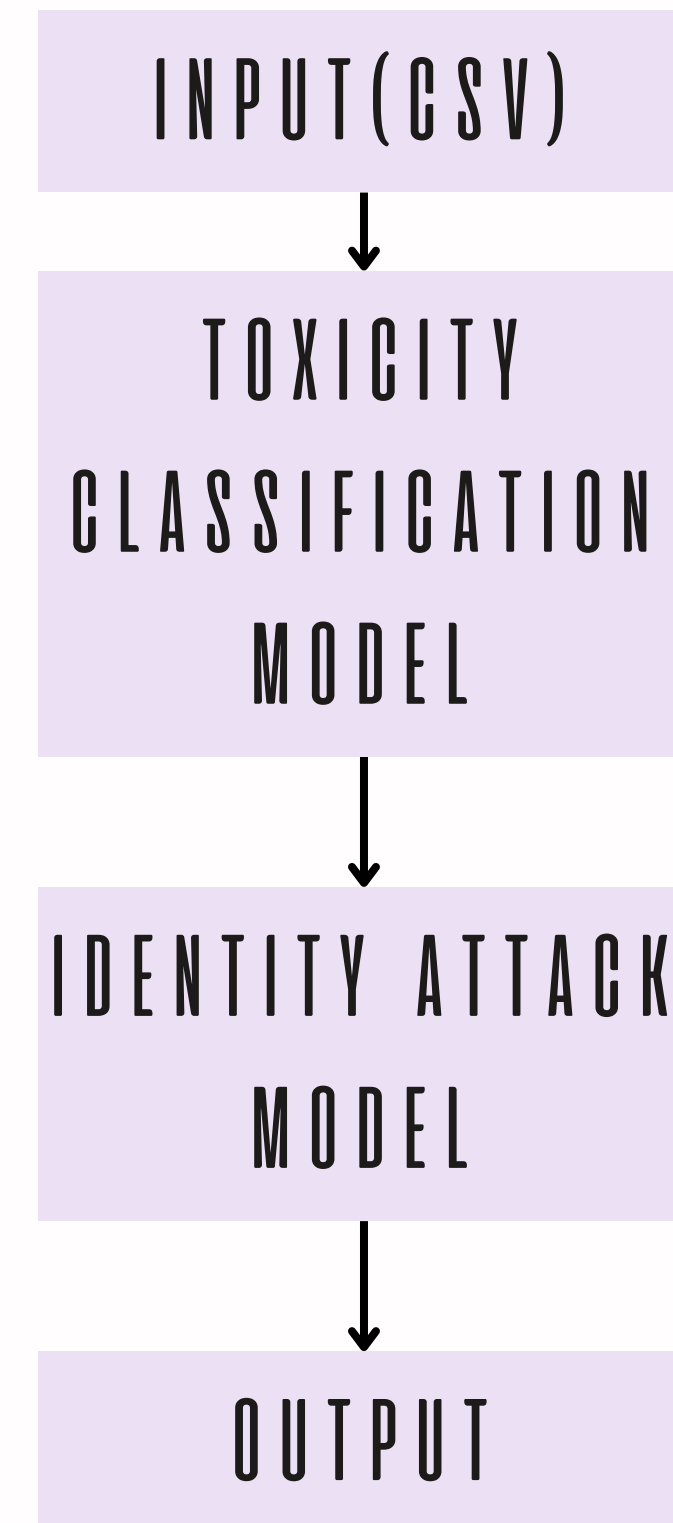 INPUT(CSV)
TOXICITY
CLASSIFICATION
MODEL
IDENTITY ATTACK
MODEL
OUTPUT